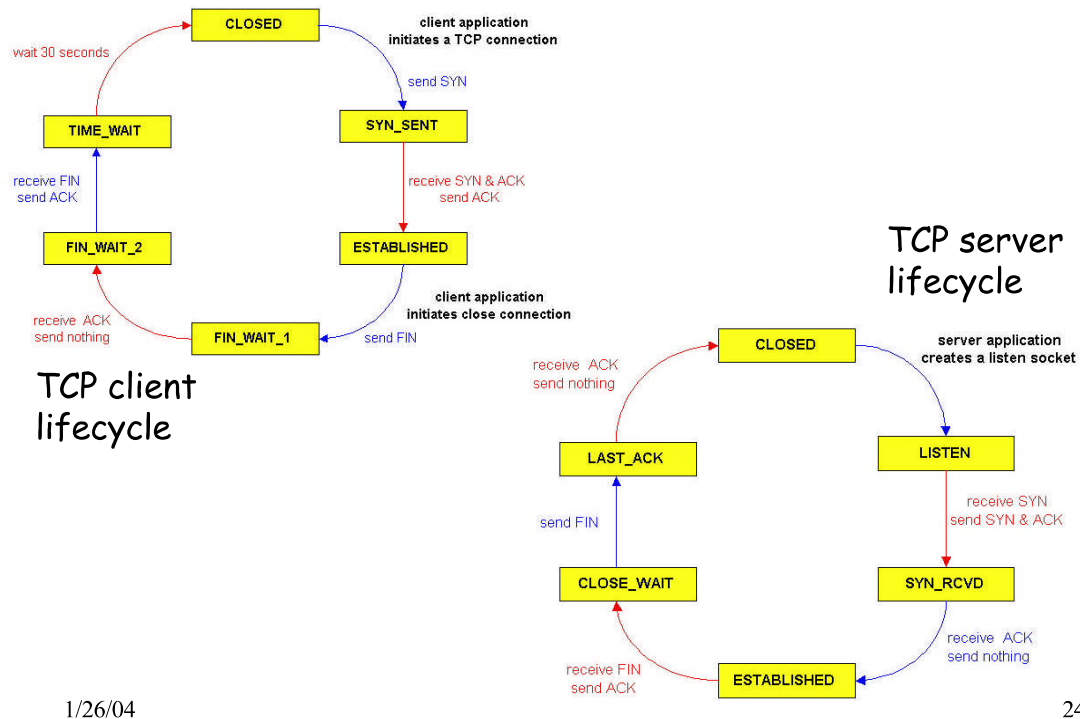 CLOSED
client application
initiates a TCP connection
wait 30 seconds
send SYN
TIME_WAIT
SYN_SENT
receive FIN
send ACK
receive SYN & ACK
send ACK
FIN_WAIT_2
ESTABLISHED
client application
initiates close connection
receive ACK
send nothing
FIN_WAIT_1
send FIN
TCP client
lifecycle
TCP server
lifecycle
CLOSED
server application
creates a listen socket
receive ACK
send nothing
LAST_ACK
LISTEN
send FIN
receive SYN
send SYN & ACK
CLOSE_WAIT
SYN_RCVD
receive ACK
send nothing
receive FIN
send ACK
ESTABLISHED
1/26/04
24